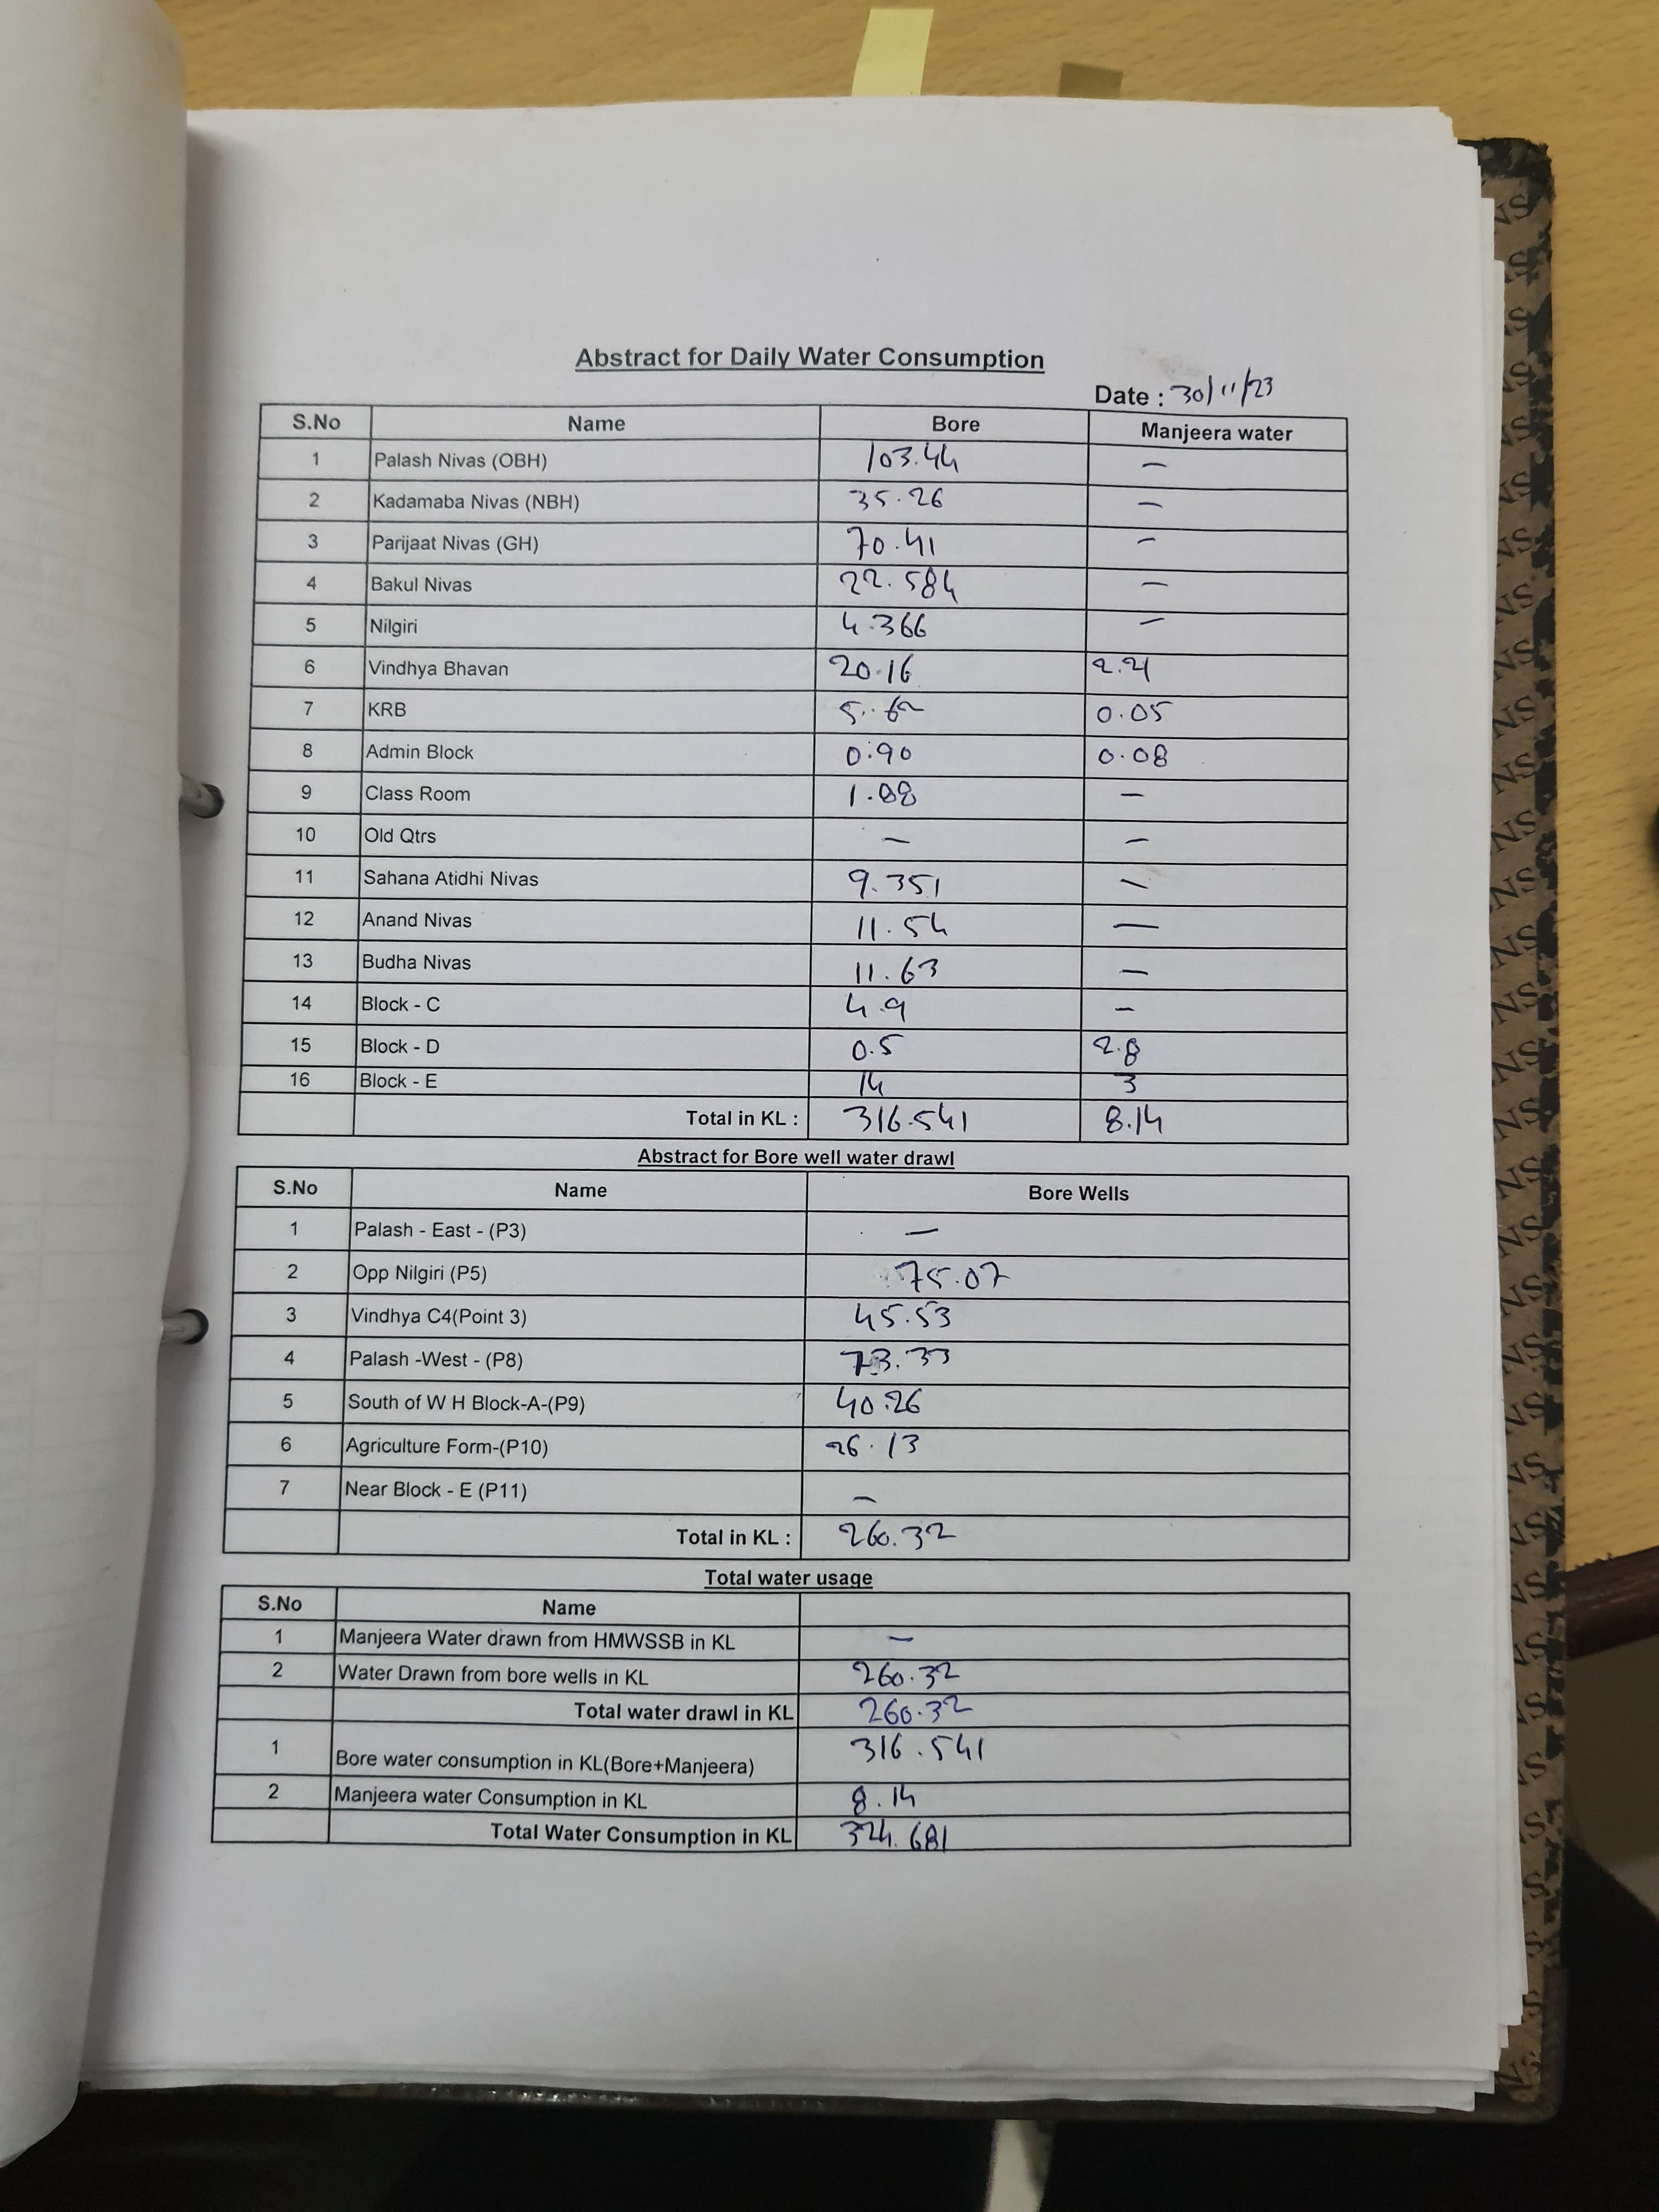 Abstract for Daily Water Consumption
Date : 30/11/23
S.No Name Bore Manjeera water
1 Palash Nivas (OBH) 103.44 —
2 Kadamaba Nivas (NBH) 35.26 —
3 Parijaat Nivas (GH) 70.41 —
4 Bakul Nivas 22.584 —
5 Nilgiri 4.366 —
6 Vindhya Bhavan 20.16 2.21
7 KRB 5.62 0.05
8 Admin Block 0.90 0.08
9 Class Room 1.88 —
10 Old Qtrs — —
11 Sahana Atidhi Nivas 9.351 —
12 Anand Nivas 11.54 —
13 Budha Nivas 11.63 —
14 Block - C 4.9 —
15 Block - D 0.5 2.8
16 Block - E 14 3
Total in KL : 316.541 8.14
Abstract for Bore well water drawl
S.No Name Bore Wells
1 Palash - East - (P3) —
2 Opp Nilgiri (P5) 75.07
3 Vindhya C4(Point 3) 45.53
4 Palash -West - (P8) 73.33
5 South of W H Block-A-(P9) 40.26
6 Agriculture Form-(P10) 26.13
7 Near Block - E (P11) —
Total in KL : 260.32
Total water usage
S.No Name
1 Manjeera Water drawn from HMWSSB in KL —
2 Water Drawn from bore wells in KL 260.32
Total water drawl in KL 260.32
1 Bore water consumption in KL(Bore+Manjeera) 316.541
2 Manjeera water Consumption in KL 8.14
Total Water Consumption in KL 324.681